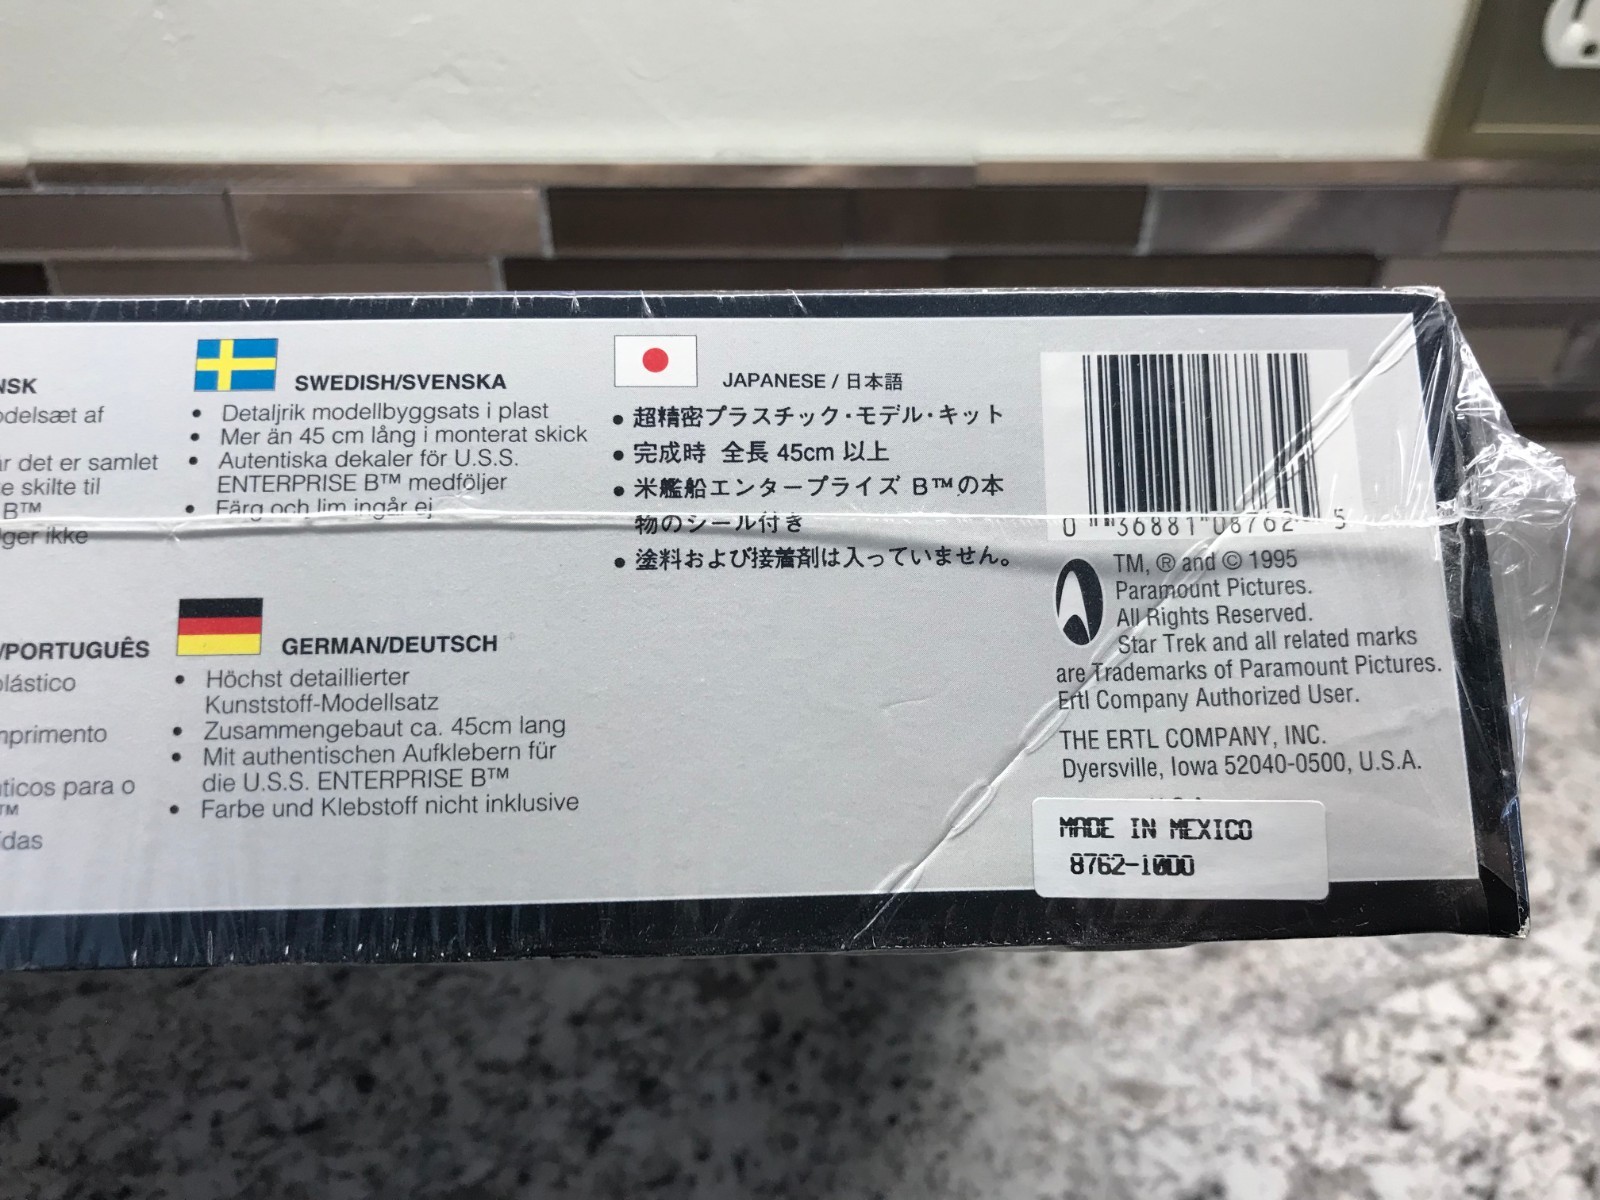 NSK
odelsæt af
r det er samlet
e skilte til
B™
lger ikke
/PORTUGUÊS
plástico
mprimento
ticos para o
TM
das
SWEDISH/SVENSKA
• Detaljrik modellbyggsats i plast
• Mer än 45 cm lång i monterat skick
• Autentiska dekaler för U.S.S.
ENTERPRISE B™ medföljer
• Färg och lim ingår ej
GERMAN/DEUTSCH
• Höchst detaillierter
Kunststoff-Modellsatz
• Zusammengebaut ca. 45cm lang
• Mit authentischen Aufklebern für
die U.S.S. ENTERPRISE B™
• Farbe und Klebstoff nicht inklusive
JAPANESE / 日本語
• 超精密プラスチック・モデル・キット
• 完成時 全長 45cm 以上
• 米艦船エンタープライズ B™の本
物のシール付き
• 塗料および接着剤は入っていません。
0 36881 08762 5
TM, ® and © 1995
Paramount Pictures.
All Rights Reserved.
Star Trek and all related marks
are Trademarks of Paramount Pictures.
Ertl Company Authorized User.
THE ERTL COMPANY, INC.
Dyersville, Iowa 52040-0500, U.S.A.
MADE IN MEXICO
8762-10DO